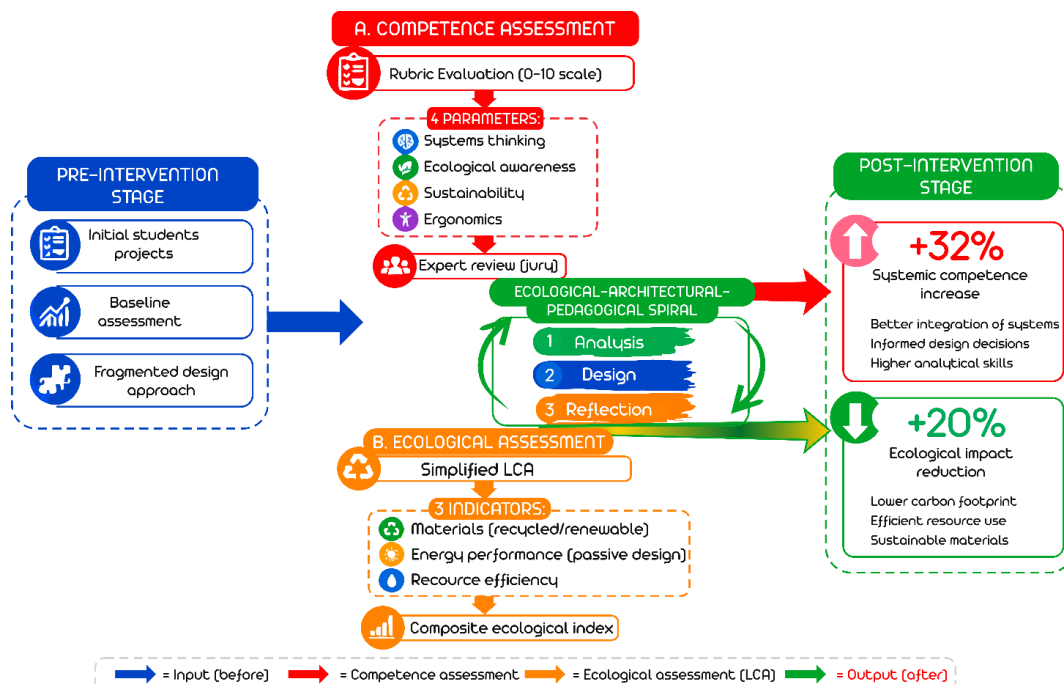 A. COMPETENCE ASSESSMENT
Rubric Evaluation (0-10 scale)
4 PARAMETERS:
Systems thinking
Ecological awareness
Sustainability
Ergonomics
Expert review (jury)
PRE-INTERVENTION
STAGE
Initial students
projects
Baseline
assessment
Fragmented design
approach
ECOLOGICAL-ARCHITECTURAL-
PEDAGOGICAL SPIRAL
1 Analysis
2 Design
3 Reflection
B. ECOLOGICAL ASSESSMENT
Simplified LCA
3 INDICATORS:
Materials (recycled/renewable)
Energy performance (passive design)
Recource efficiency
Composite ecological index
POST-INTERVENTION
STAGE
+32%
Systemic competence
increase
Better integration of systems
Informed design decisions
Higher analytical skills
+20%
Ecological impact
reduction
Lower carbon footprint
Efficient resource use
Sustainable materials
= Input (before) = Competence assessment = Ecological assessment (LCA) = Output (after)